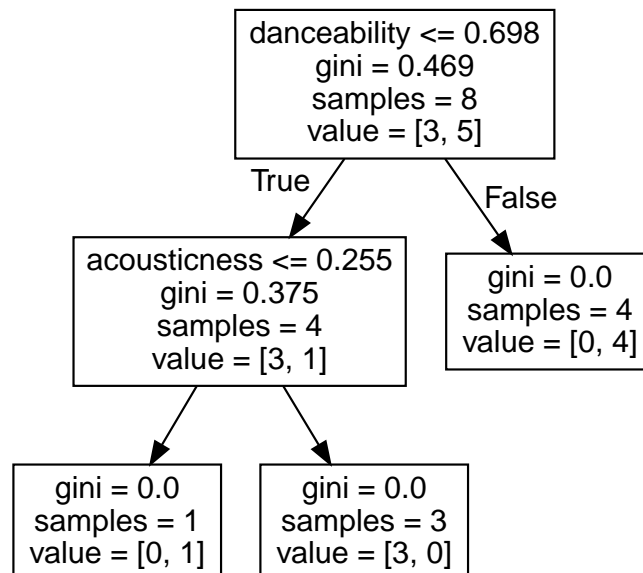 danceability <= 0.698
gini = 0.469
samples = 8
value = [3, 5]
True
False
acousticness <= 0.255
gini = 0.375
samples = 4
value = [3, 1]
gini = 0.0
samples = 4
value = [0, 4]
gini = 0.0
samples = 1
value = [0, 1]
gini = 0.0
samples = 3
value = [3, 0]